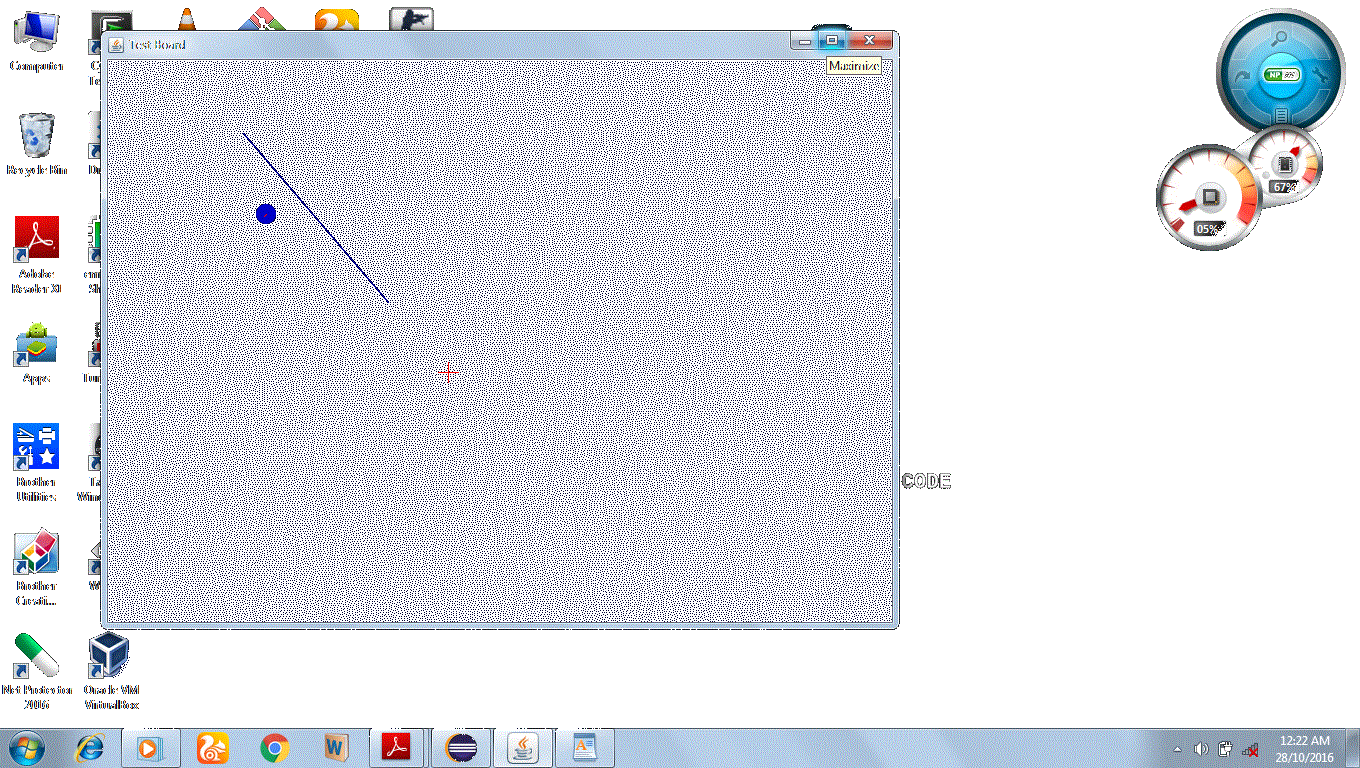 Test Board
Maximize
Computer
Recycle Bin
Adobe
Reader XI
Apps
Brother
Utilities
Brother
Creati...
Net Protector
2016
Oracle VM
VirtualBox
HP
67%
05%
CODE
12:22 AM
28/10/2016